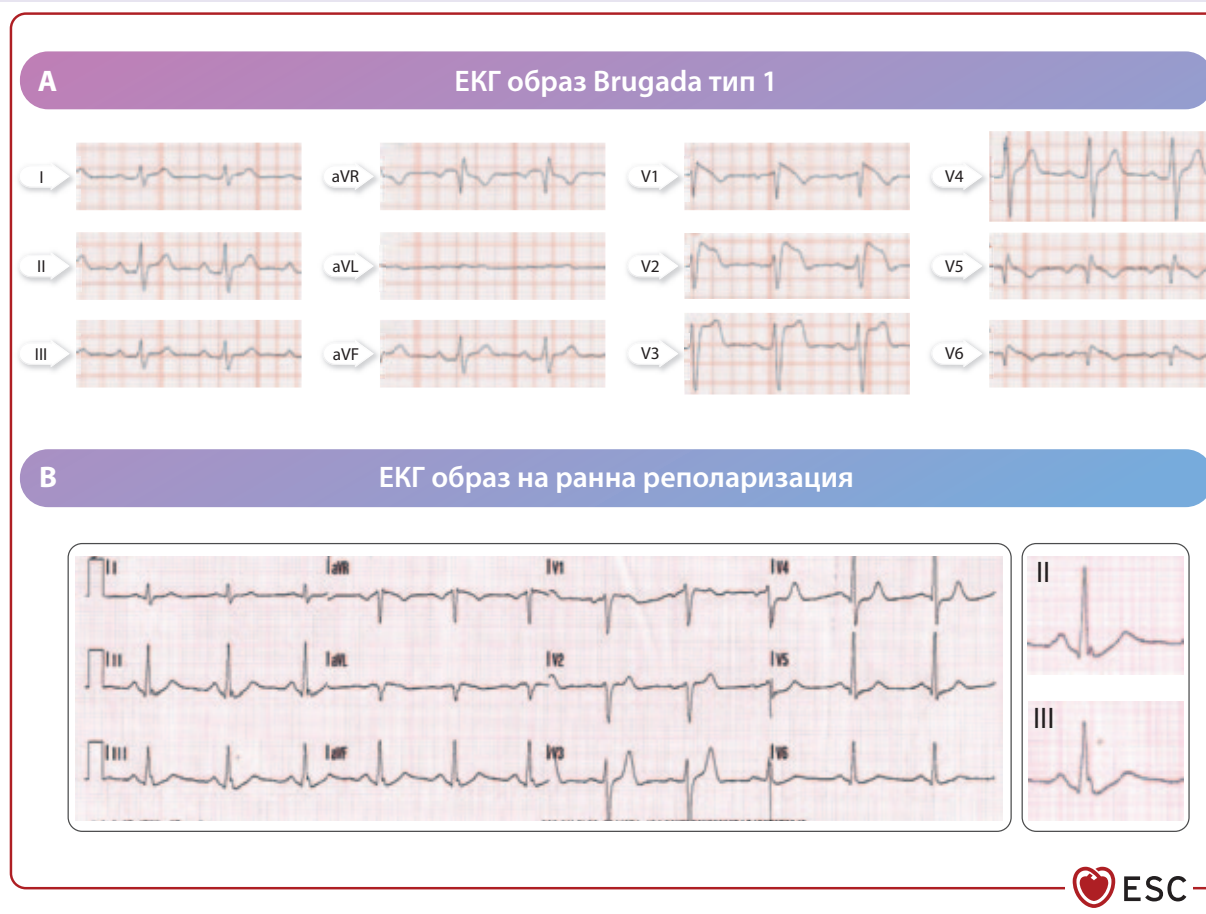 A ЕКГ образ Brugada тип 1
I aVR V1 V4
II aVL V2 V5
III aVF V3 V6
B ЕКГ образ на ранна реполаризация
aVR V1 V4 II
II aVL V2 V5
III aVF V3 V6 III
ESC